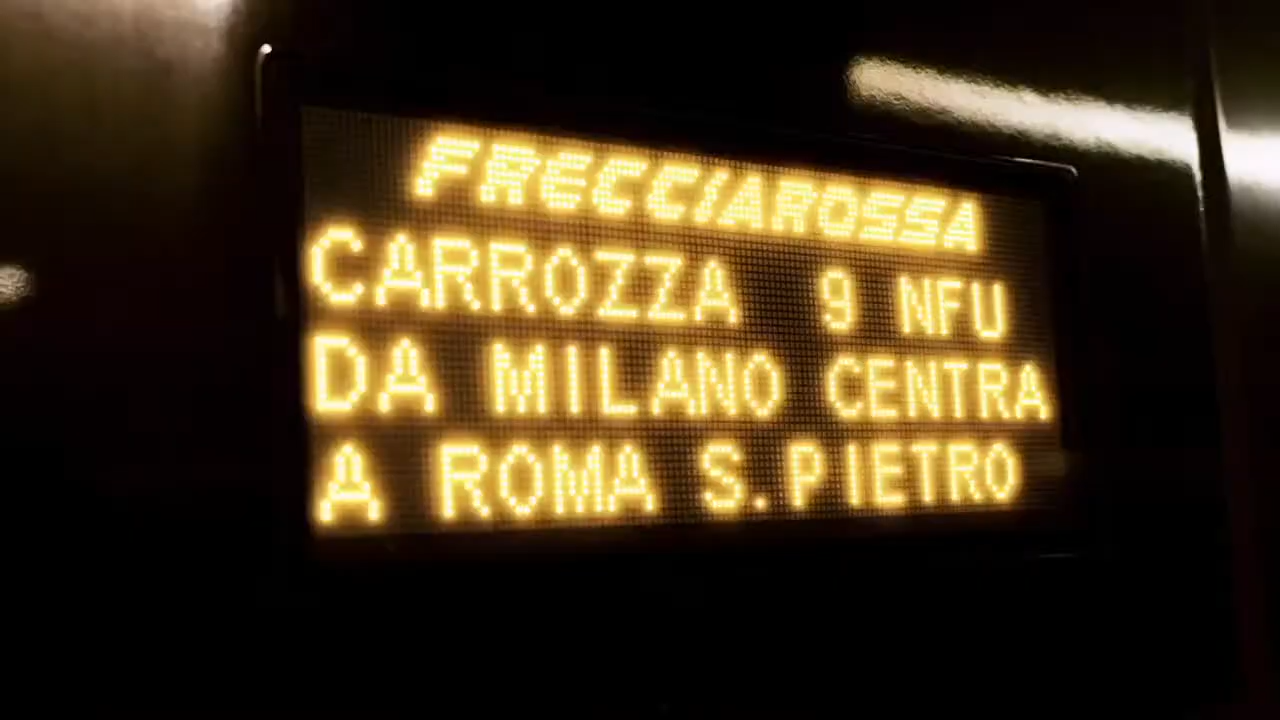 FRECCIAROSSA
CARROZZA 9 NFU
DA MILANO CENTRA
A ROMA S.PIETRO